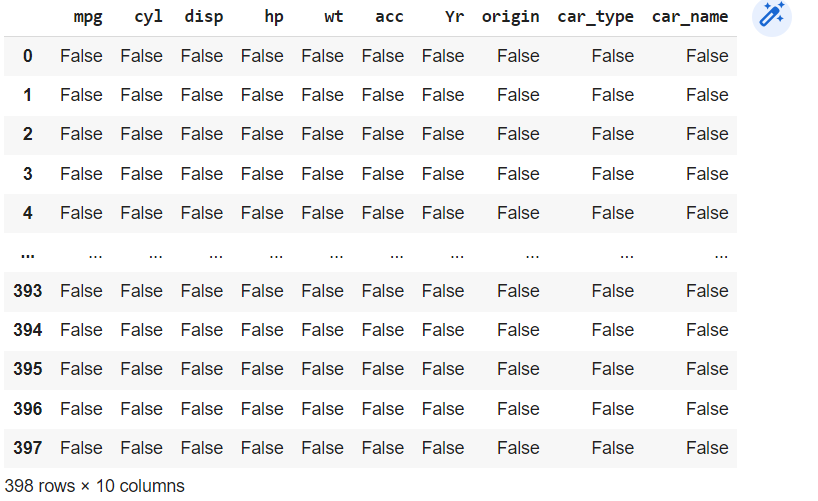 mpg cyl disp hp wt acc Yr origin car_type car_name
0 False False False False False False False False False False
1 False False False False False False False False False False
2 False False False False False False False False False False
3 False False False False False False False False False False
4 False False False False False False False False False False
... ... ... ... ... ... ... ... ... ... ...
393 False False False False False False False False False False
394 False False False False False False False False False False
395 False False False False False False False False False False
396 False False False False False False False False False False
397 False False False False False False False False False False
398 rows × 10 columns